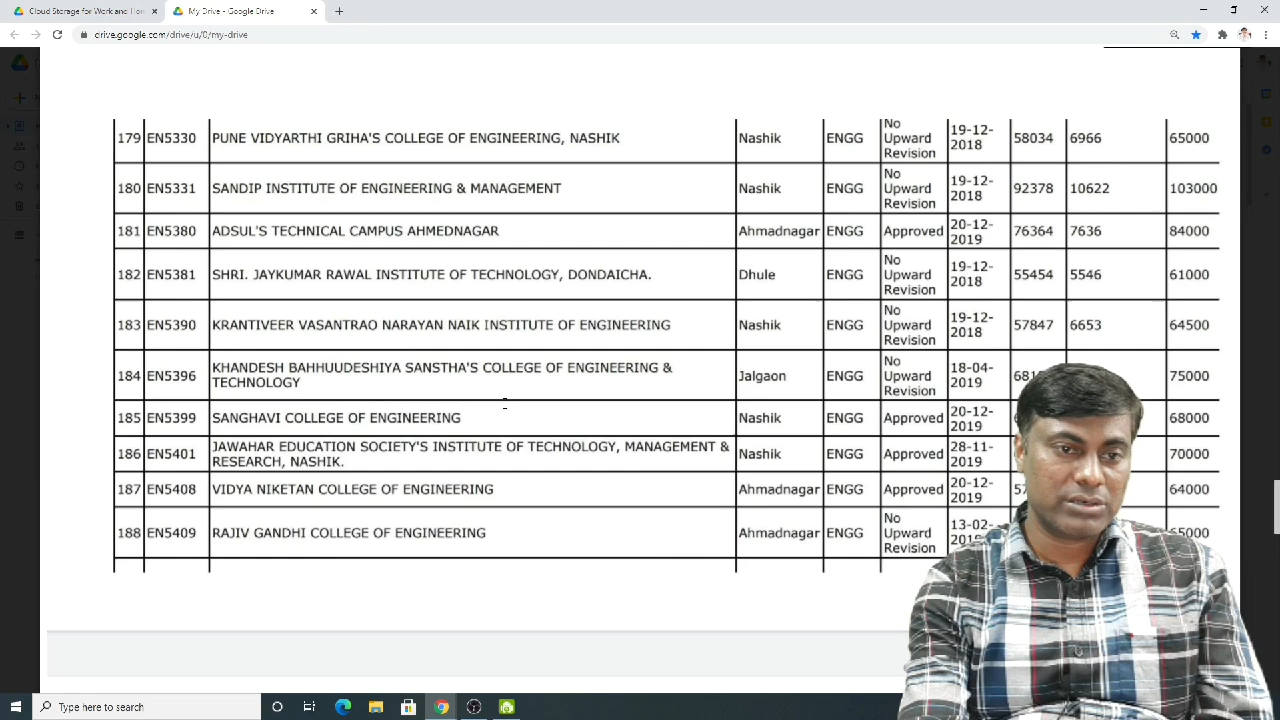 Cloud Storage for Work and Hom
My Drive - Google Drive
drive.google.com/drive/u/0/my-drive
179 EN5330 PUNE VIDYARTHI GRIHA'S COLLEGE OF ENGINEERING, NASHIK Nashik ENGG No Upward Revision 19-12-2018 58034 6966 65000
180 EN5331 SANDIP INSTITUTE OF ENGINEERING & MANAGEMENT Nashik ENGG No Upward Revision 19-12-2018 92378 10622 103000
181 EN5380 ADSUL'S TECHNICAL CAMPUS AHMEDNAGAR Ahmadnagar ENGG Approved 20-12-2019 76364 7636 84000
182 EN5381 SHRI. JAYKUMAR RAWAL INSTITUTE OF TECHNOLOGY, DONDAICHA. Dhule ENGG No Upward Revision 19-12-2018 55454 5546 61000
183 EN5390 KRANTIVEER VASANTRAO NARAYAN NAIK INSTITUTE OF ENGINEERING Nashik ENGG No Upward Revision 19-12-2018 57847 6653 64500
184 EN5396 KHANDESH BAHHUUDESHIYA SANSTHA'S COLLEGE OF ENGINEERING & TECHNOLOGY Jalgaon ENGG No Upward Revision 18-04-2019 75000
185 EN5399 SANGHAVI COLLEGE OF ENGINEERING Nashik ENGG Approved 20-12-2019 68000
186 EN5401 JAWAHAR EDUCATION SOCIETY'S INSTITUTE OF TECHNOLOGY, MANAGEMENT & RESEARCH, NASHIK. Nashik ENGG Approved 28-11-2019 70000
187 EN5408 VIDYA NIKETAN COLLEGE OF ENGINEERING Ahmadnagar ENGG Approved 20-12-2019 64000
188 EN5409 RAJIV GANDHI COLLEGE OF ENGINEERING Ahmadnagar ENGG No Upward Revision 13-02-
Type here to search